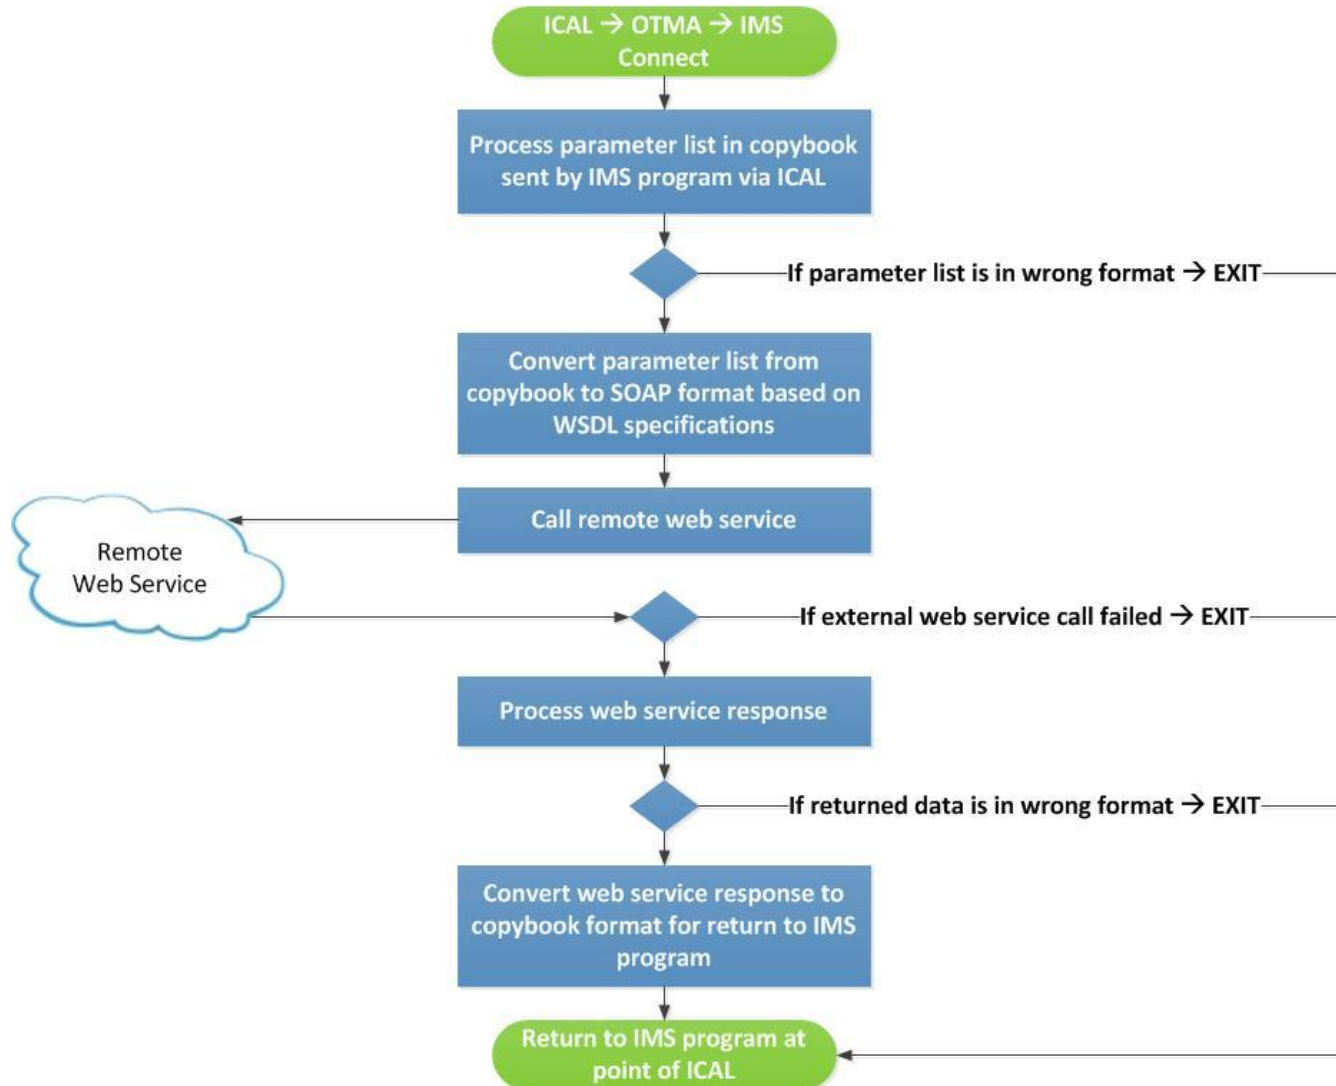 ICAL → OTMA → IMS
Connect
Process parameter list in copybook
sent by IMS program via ICAL
If parameter list is in wrong format → EXIT
Convert parameter list from
copybook to SOAP format based on
WSDL specifications
Call remote web service
Remote
Web Service
If external web service call failed → EXIT
Process web service response
If returned data is in wrong format → EXIT
Convert web service response to
copybook format for return to IMS
program
Return to IMS program at
point of ICAL